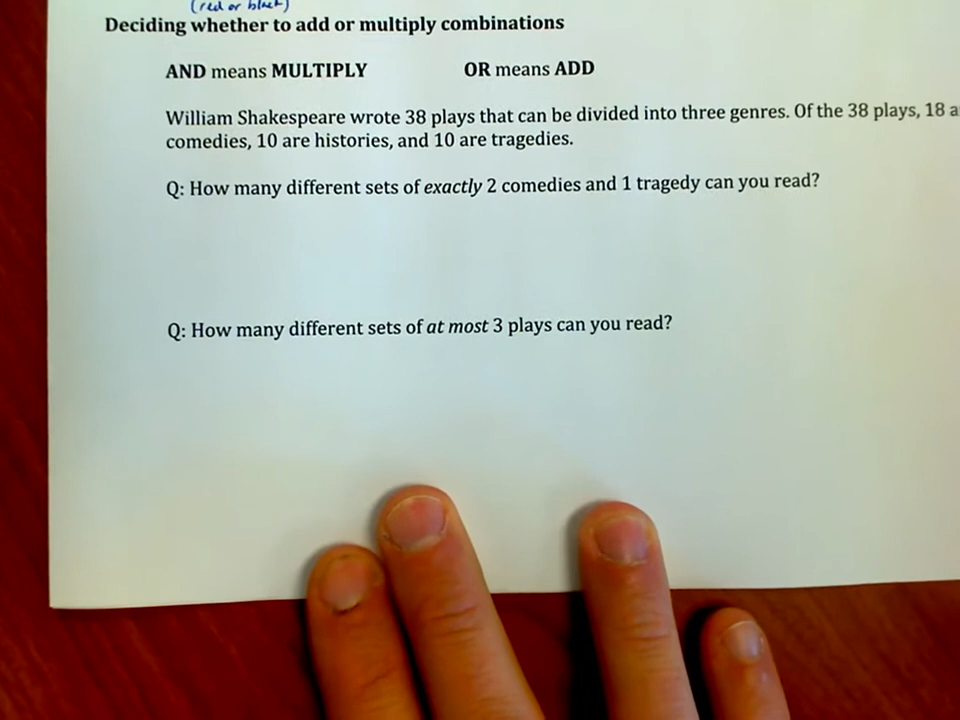 (red or black)
Deciding whether to add or multiply combinations
AND means MULTIPLY OR means ADD
William Shakespeare wrote 38 plays that can be divided into three genres. Of the 38 plays, 18 a
comedies, 10 are histories, and 10 are tragedies.
Q: How many different sets of exactly 2 comedies and 1 tragedy can you read?
Q: How many different sets of at most 3 plays can you read?